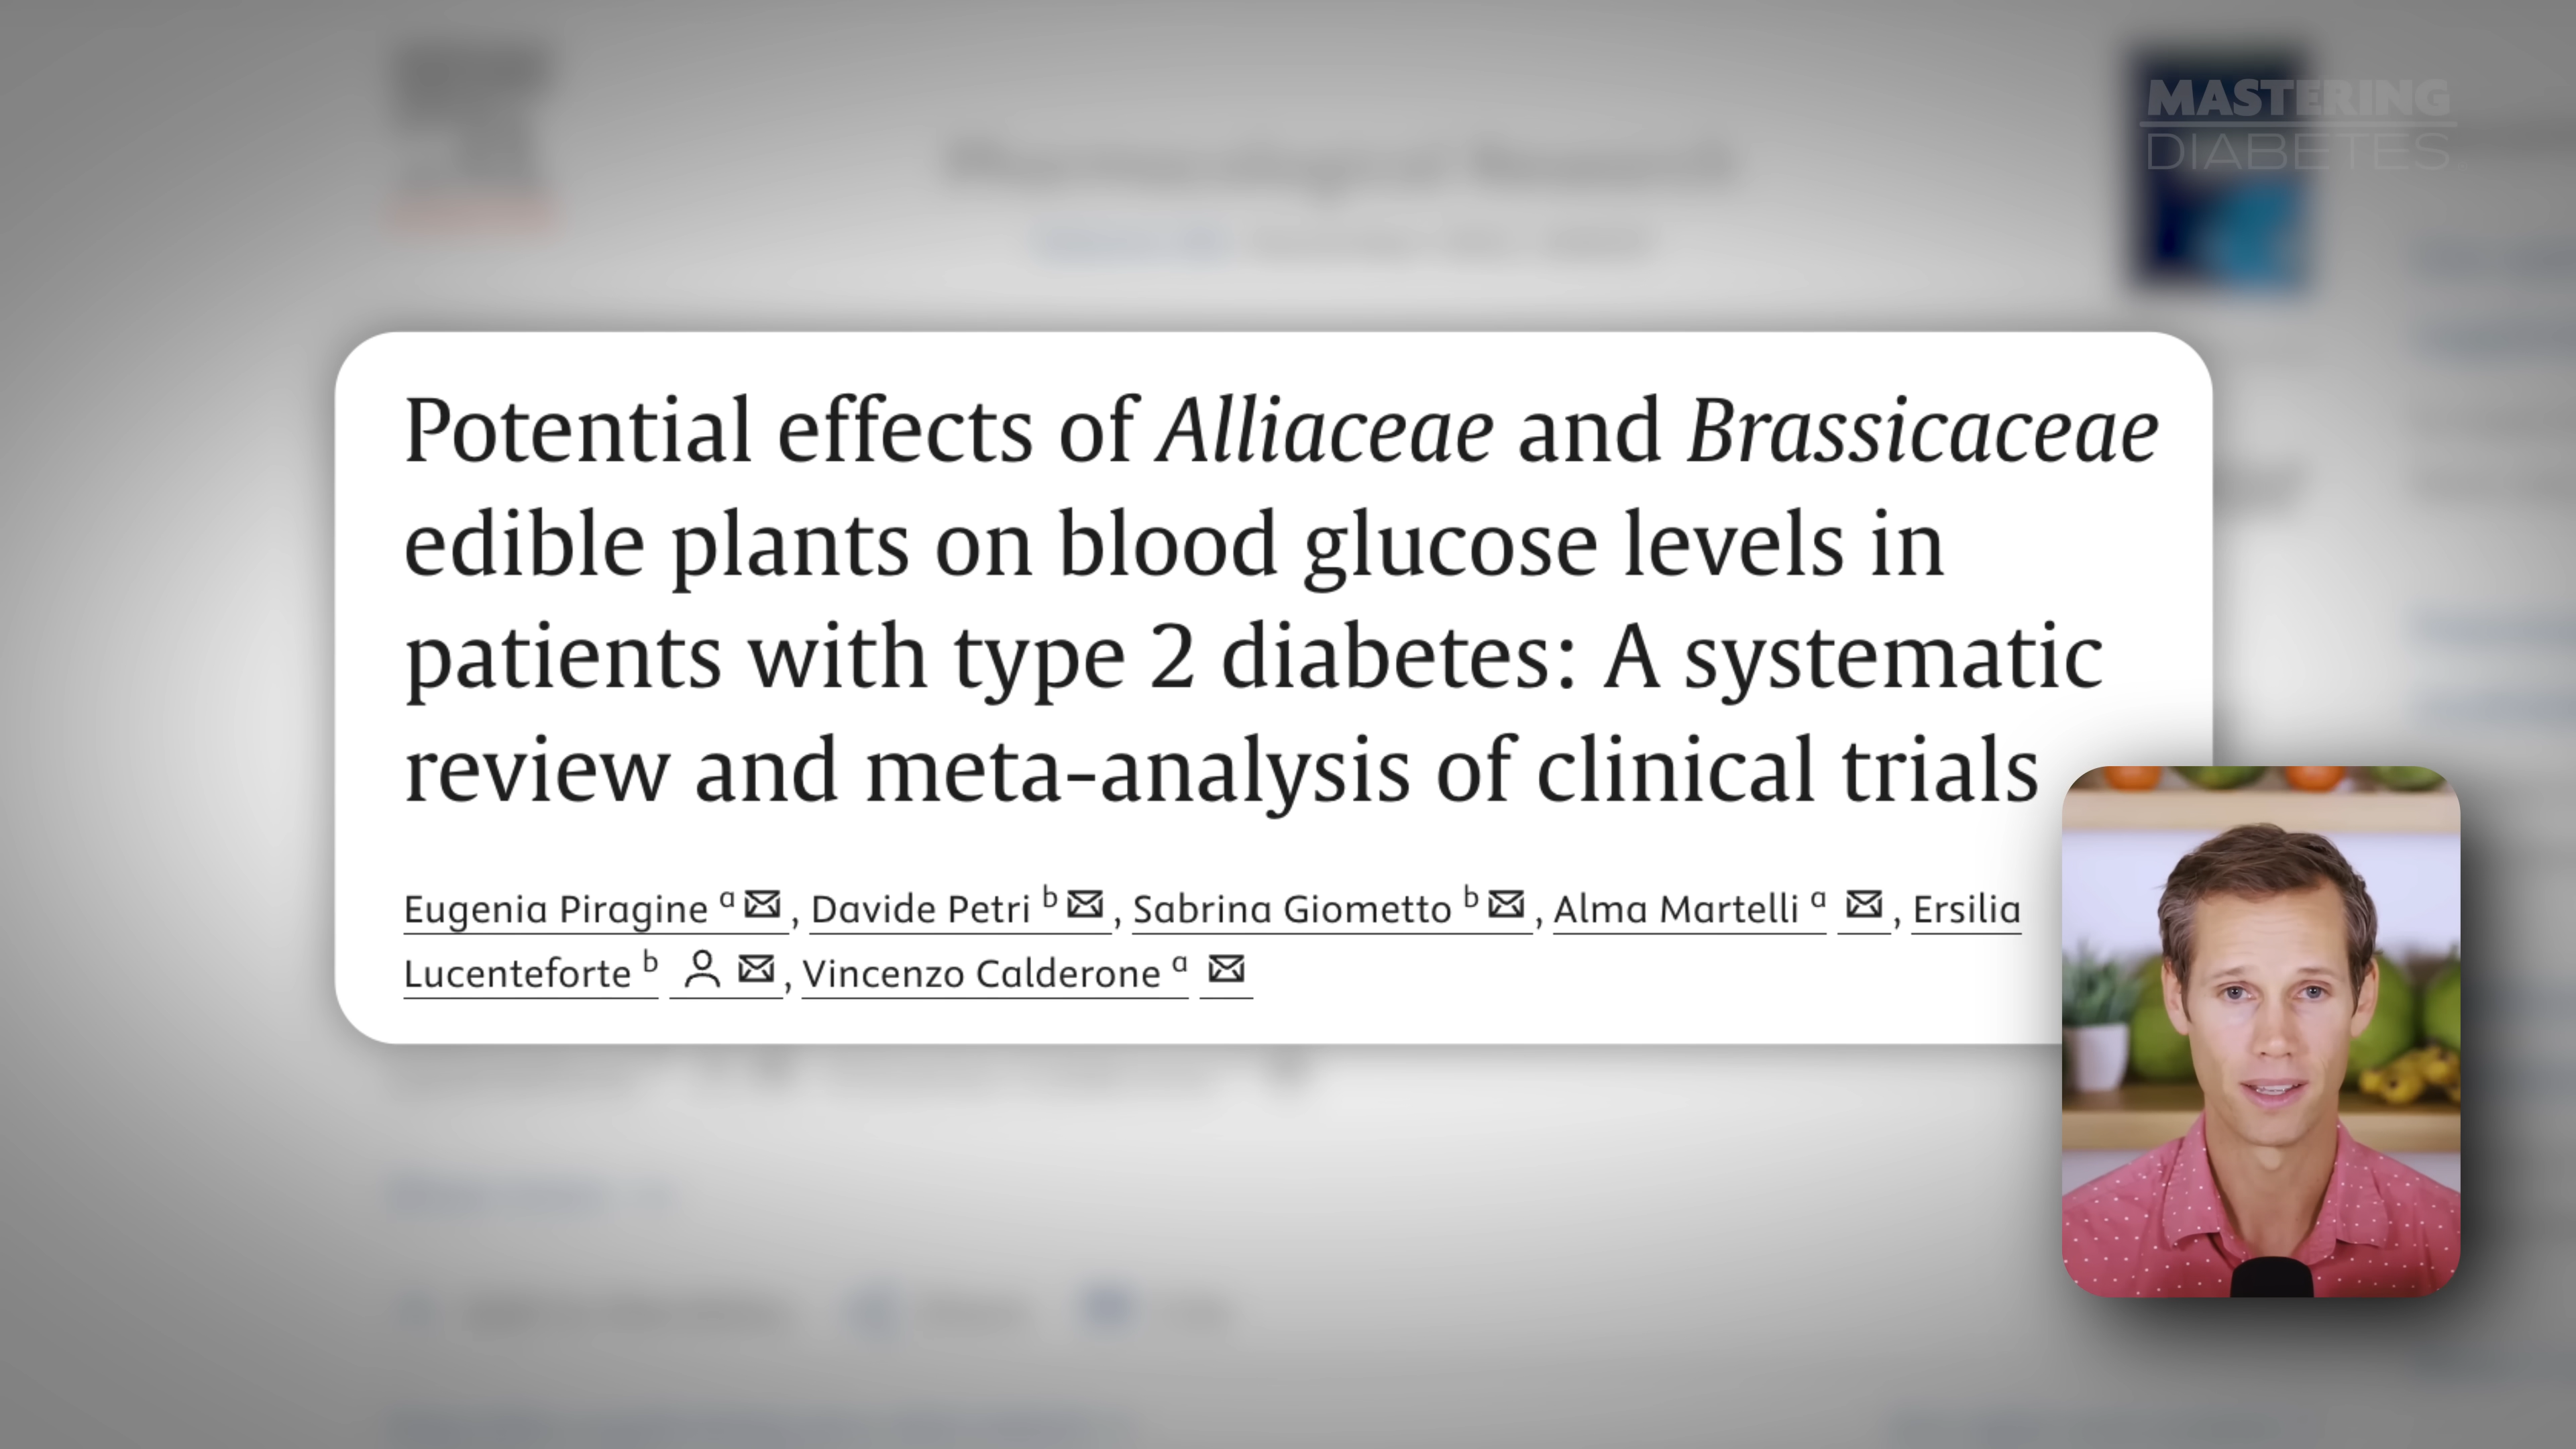 MASTERING
DIABETES
Potential effects of Alliaceae and Brassicaceae
edible plants on blood glucose levels in
patients with type 2 diabetes: A systematic
review and meta-analysis of clinical trials
Eugenia Piragine a, Davide Petri b, Sabrina Giometto b, Alma Martelli a, Ersilia
Lucenteforte b, Vincenzo Calderone a